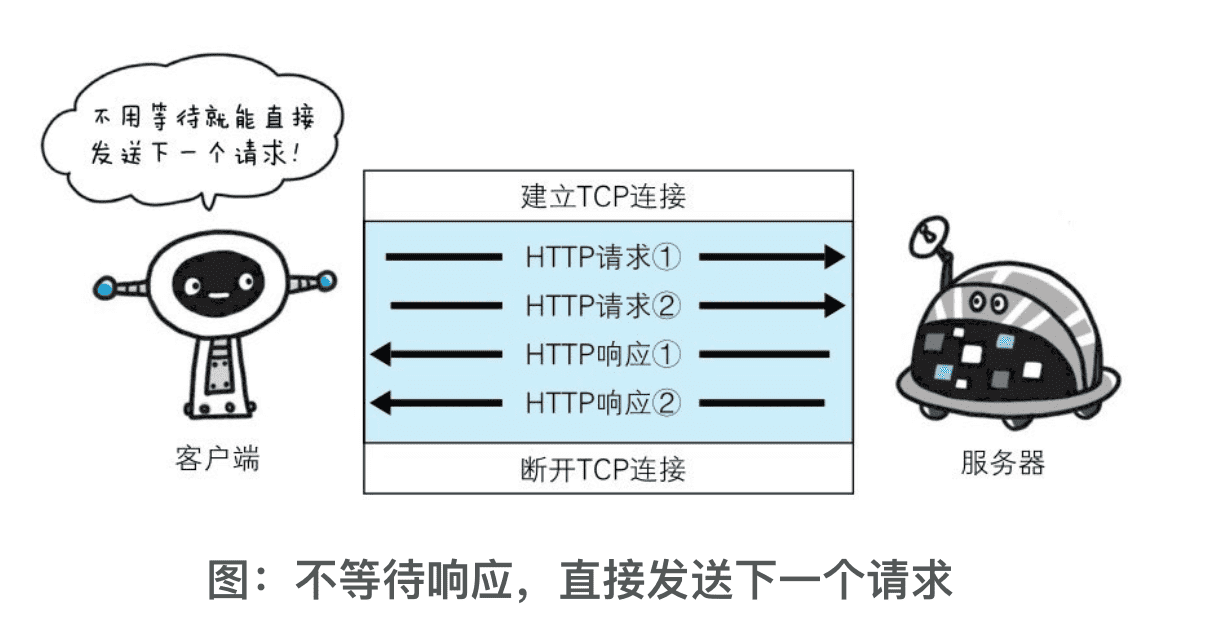 不用等待就能直接
发送下一个请求!
建立TCP连接
HTTP请求①
HTTP请求②
HTTP响应①
HTTP响应②
断开TCP连接
客户端
服务器
图：不等待响应，直接发送下一个请求